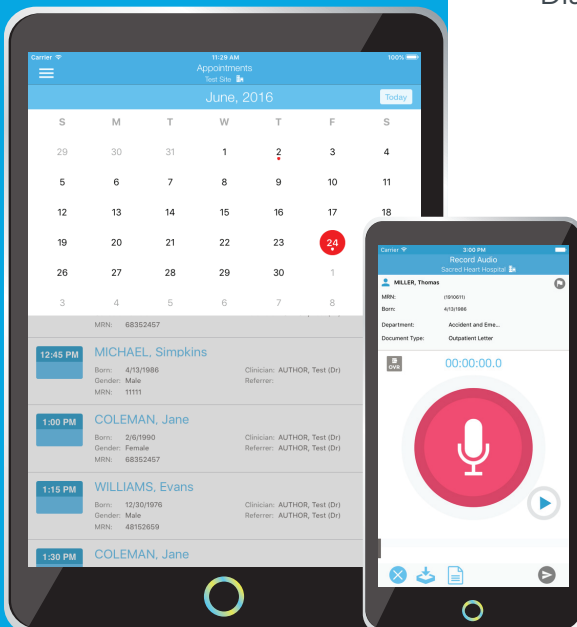 Carrier 11:29 AM 100%
Appointments
Test Site
June, 2016 Today
S M T W T F S
29 30 31 1 2 3 4
5 6 7 8 9 10 11
12 13 14 15 16 17 18
19 20 21 22 23 24
26 27 28 29 30 1
3 4 5 6 7 8
MRN: 68352457
12:45 PM MICHAEL, Simpkins
Born: 4/13/1986 Clinician: AUTHOR, Test (Dr)
Gender: Male Referrer:
MRN: 11111
1:00 PM COLEMAN, Jane
Born: 2/6/1990 Clinician: AUTHOR, Test (Dr)
Gender: Female Referrer: AUTHOR, Test (Dr)
MRN: 68352457
1:15 PM WILLIAMS, Evans
Born: 12/30/1976 Clinician: AUTHOR, Test (Dr)
Gender: Male Referrer: AUTHOR, Test (Dr)
MRN: 48152659
1:30 PM COLEMAN, Jane
Carrier 3:00 PM
Record Audio
Sacred Heart Hospital
MILLER, Thomas
MRN: (1910611)
Born: 4/13/1986
Department: Accident and Eme...
Document Type: Outpatient Letter
OVR 00:00:00.0